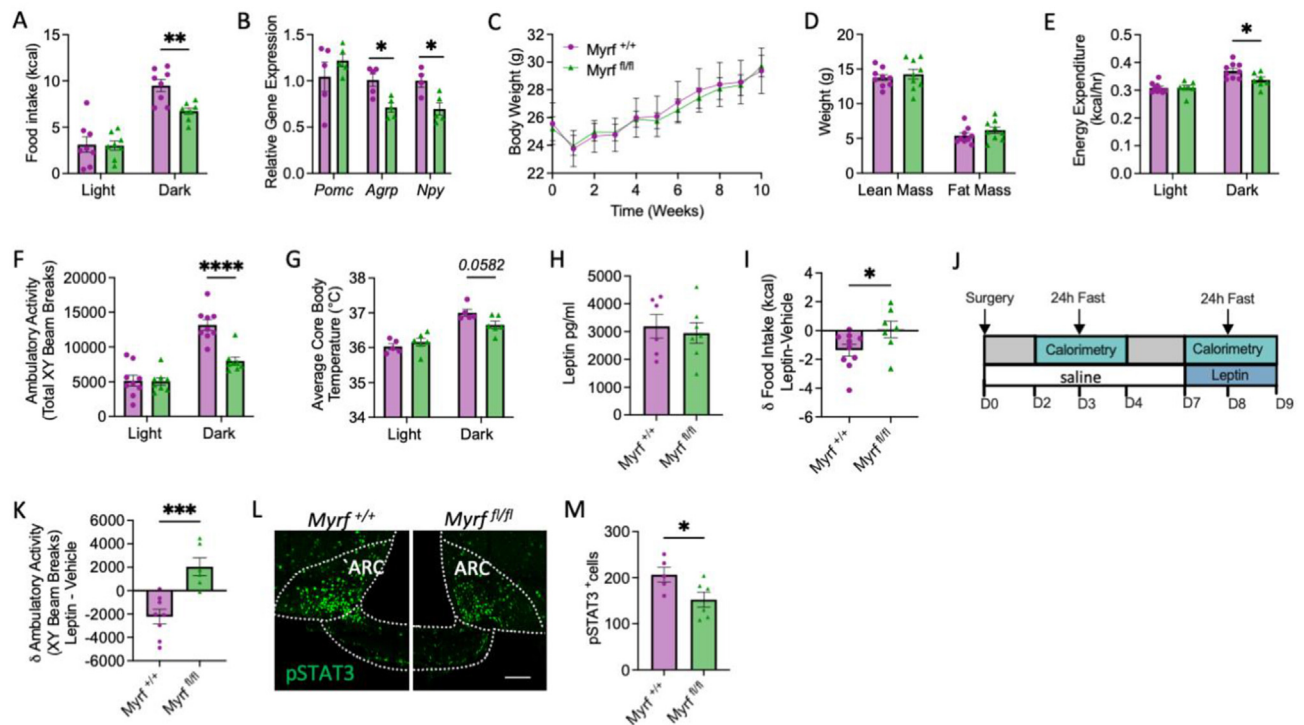 A
Food intake (kcal)
15
10
5
0
**
Light Dark
B
Relative Gene Expression
1.5
1.0
0.5
0.0
* *
Pomc Agrp Npy
C
Body Weight (g)
30
28
26
24
22
Myrf +/+
Myrf fl/fl
0 2 4 6 8 10
Time (Weeks)
D
Weight (g)
20
15
10
5
0
Lean Mass Fat Mass
E
Energy Expenditure
(kcal/hr)
0.5
0.4
0.3
0.2
0.1
0.0
*
Light Dark
F
Ambulatory Activity
(Total XY Beam Breaks)
20000
15000
10000
5000
0
****
Light Dark
G
Average Core Body
Temperature (°C)
38
37
36
35
34
0.0582
Light Dark
H
Leptin pg/ml
5000
4000
3000
2000
1000
0
Myrf +/+
Myrf fl/fl
I
δ Food Intake (kcal)
Leptin-Vehicle
4
2
0
-2
-4
-6
*
Myrf +/+
Myrf fl/fl
J
Surgery 24h Fast 24h Fast
Calorimetry Calorimetry
saline Leptin
D0 D2 D3 D4 D7 D8 D9
K
δ Ambulatory Activity
(XY Beam Breaks)
Leptin - Vehicle
6000
4000
2000
0
-2000
-4000
-6000
***
Myrf +/+
Myrf fl/fl
L
Myrf +/+ Myrf fl/fl
ARC ARC
pSTAT3
M
pSTAT3 +cells
300
200
100
0
*
Myrf +/+
Myrf fl/fl